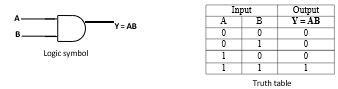 A
B
Y = AB
Logic symbol
Input Output
A B Y = AB
0 0 0
0 1 0
1 0 0
1 1 1
Truth table